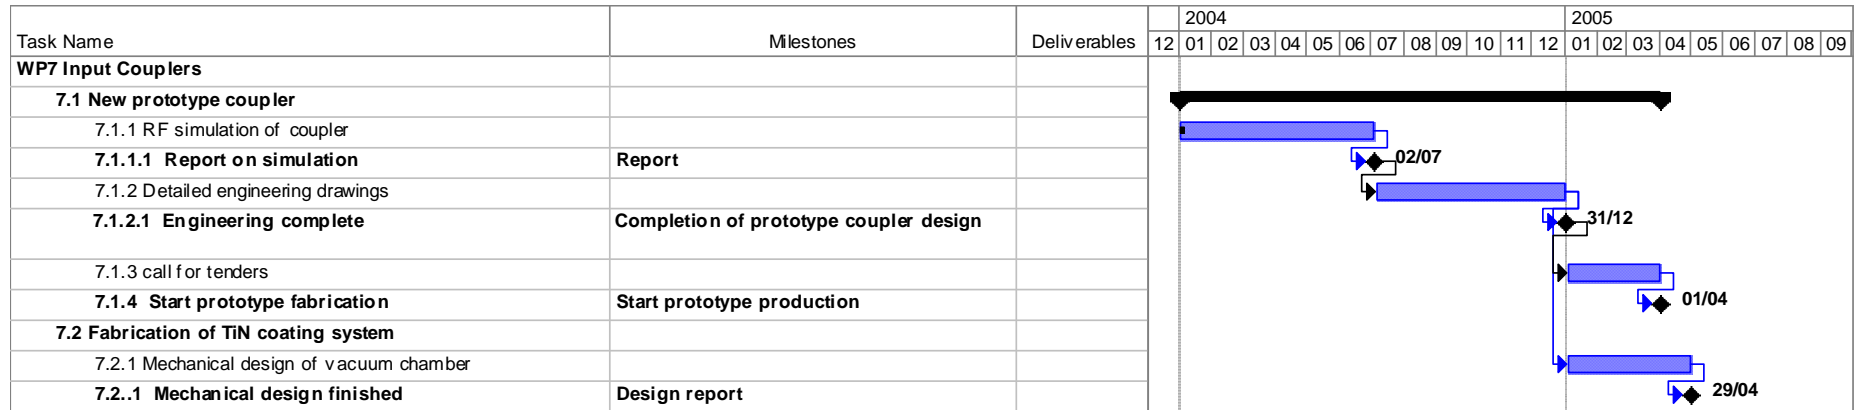 2004 2005
Task Name Milestones Deliverables 12 01 02 03 04 05 06 07 08 09 10 11 12 01 02 03 04 05 06 07 08 09
WP7 Input Couplers
7.1 New prototype coupler
7.1.1 RF simulation of coupler
7.1.1.1 Report on simulation Report 02/07
7.1.2 Detailed engineering drawings
7.1.2.1 Engineering complete Completion of prototype coupler design 31/12
7.1.3 call for tenders
7.1.4 Start prototype fabrication Start prototype production 01/04
7.2 Fabrication of TiN coating system
7.2.1 Mechanical design of vacuum chamber
7.2..1 Mechanical design finished Design report 29/04